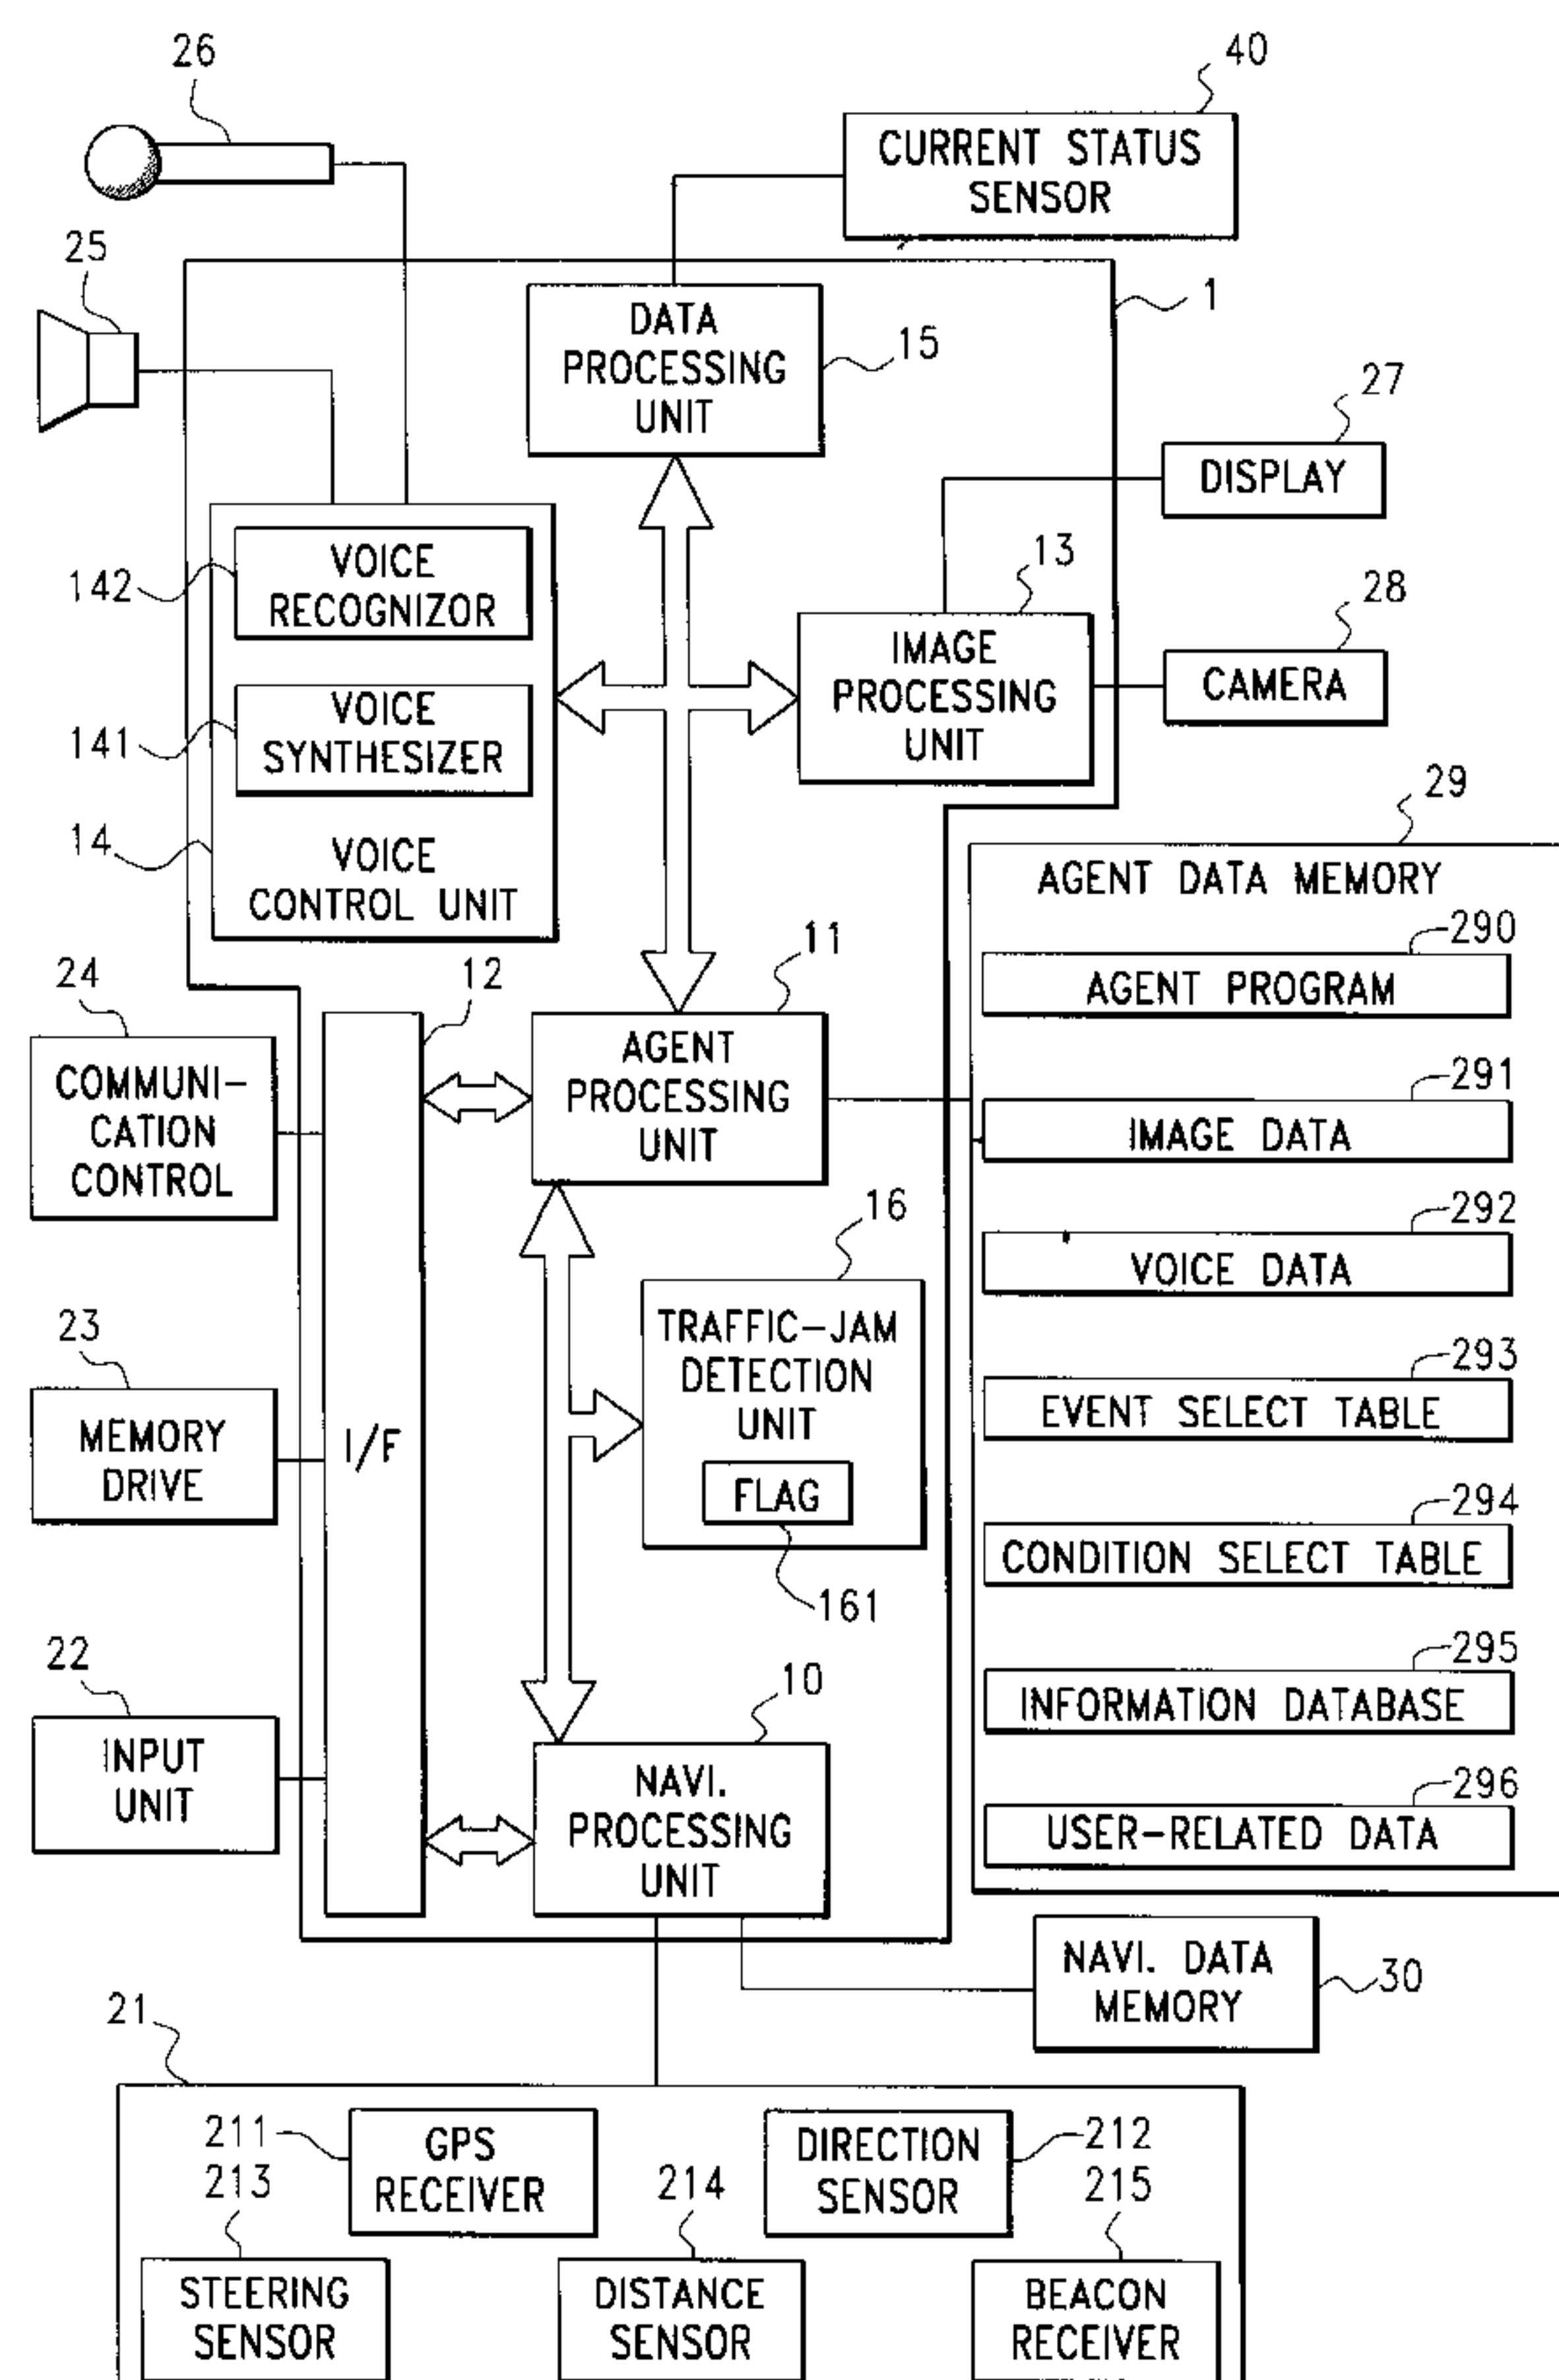 26
40
CURRENT STATUS
SENSOR
25
1
DATA
PROCESSING
UNIT
15
27
DISPLAY
142
VOICE
RECOGNIZOR
13
28
IMAGE
PROCESSING
UNIT
CAMERA
141
VOICE
SYNTHESIZER
29
14
VOICE
CONTROL UNIT
AGENT DATA MEMORY
290
AGENT PROGRAM
24
12
11
COMMUNI-
CATION
CONTROL
AGENT
PROCESSING
UNIT
291
IMAGE DATA
16
292
VOICE DATA
23
TRAFFIC-JAM
DETECTION
UNIT
293
EVENT SELECT TABLE
MEMORY
DRIVE
I/F
FLAG
161
294
CONDITION SELECT TABLE
22
10
295
INFORMATION DATABASE
INPUT
UNIT
NAVI.
PROCESSING
UNIT
296
USER-RELATED DATA
NAVI. DATA
MEMORY
30
21
211
GPS
RECEIVER
DIRECTION
SENSOR
212
213
214
215
STEERING
SENSOR
DISTANCE
SENSOR
BEACON
RECEIVER